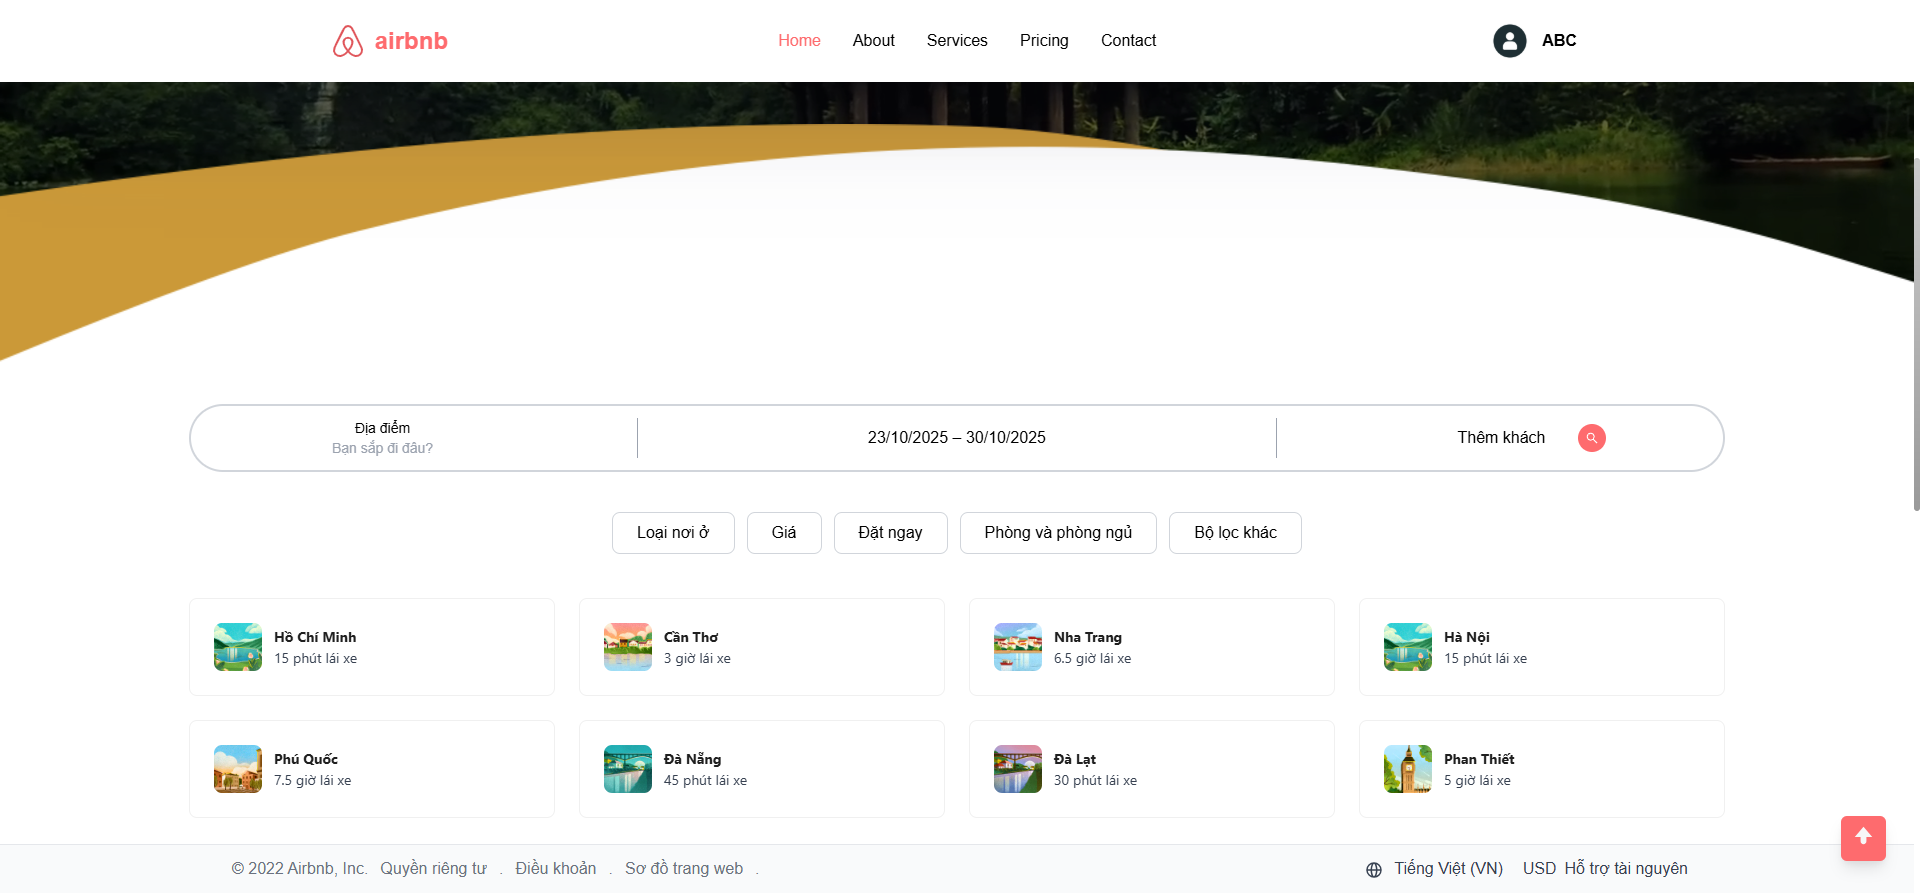 airbnb
Home About Services Pricing Contact
ABC
Địa điểm
Bạn sắp đi đâu?
23/10/2025 – 30/10/2025
Thêm khách
Loại nơi ở
Giá
Đặt ngay
Phòng và phòng ngủ
Bộ lọc khác
Hồ Chí Minh
15 phút lái xe
Cần Thơ
3 giờ lái xe
Nha Trang
6.5 giờ lái xe
Hà Nội
15 phút lái xe
Phú Quốc
7.5 giờ lái xe
Đà Nẵng
45 phút lái xe
Đà Lạt
30 phút lái xe
Phan Thiết
5 giờ lái xe
© 2022 Airbnb, Inc. Quyền riêng tư . Điều khoản . Sơ đồ trang web .
Tiếng Việt (VN) USD Hỗ trợ tài nguyên